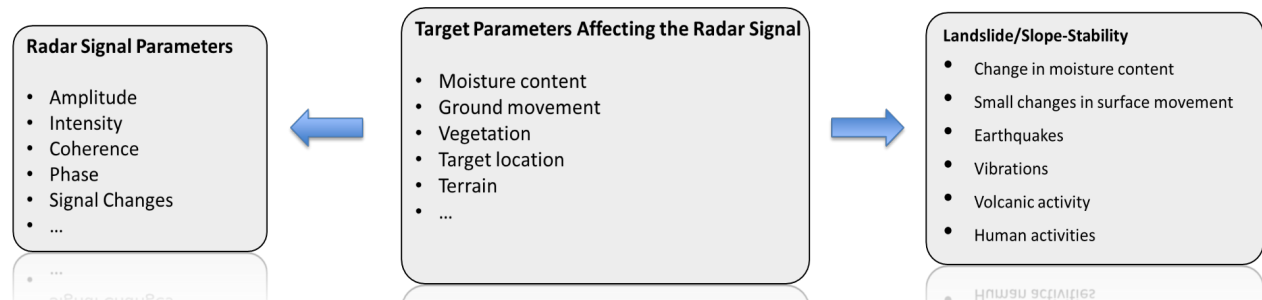 Radar Signal Parameters
• Amplitude
• Intensity
• Coherence
• Phase
• Signal Changes
• ...
Target Parameters Affecting the Radar Signal
• Moisture content
• Ground movement
• Vegetation
• Target location
• Terrain
• ...
Landslide/Slope-Stability
• Change in moisture content
• Small changes in surface movement
• Earthquakes
• Vibrations
• Volcanic activity
• Human activities